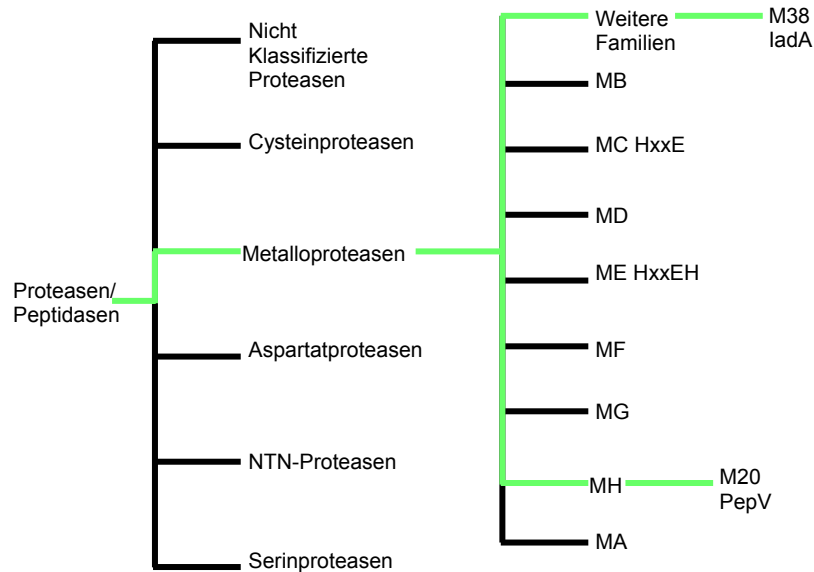 Proteasen/
Peptidasen
Nicht
Klassifizierte
Proteasen
Cysteinproteasen
Metalloproteasen
Aspartatproteasen
NTN-Proteasen
Serinproteasen
Weitere
Familien
MB
MC HxxE
MD
ME HxxEH
MF
MG
MH
MA
M38
IadA
M20
PepV